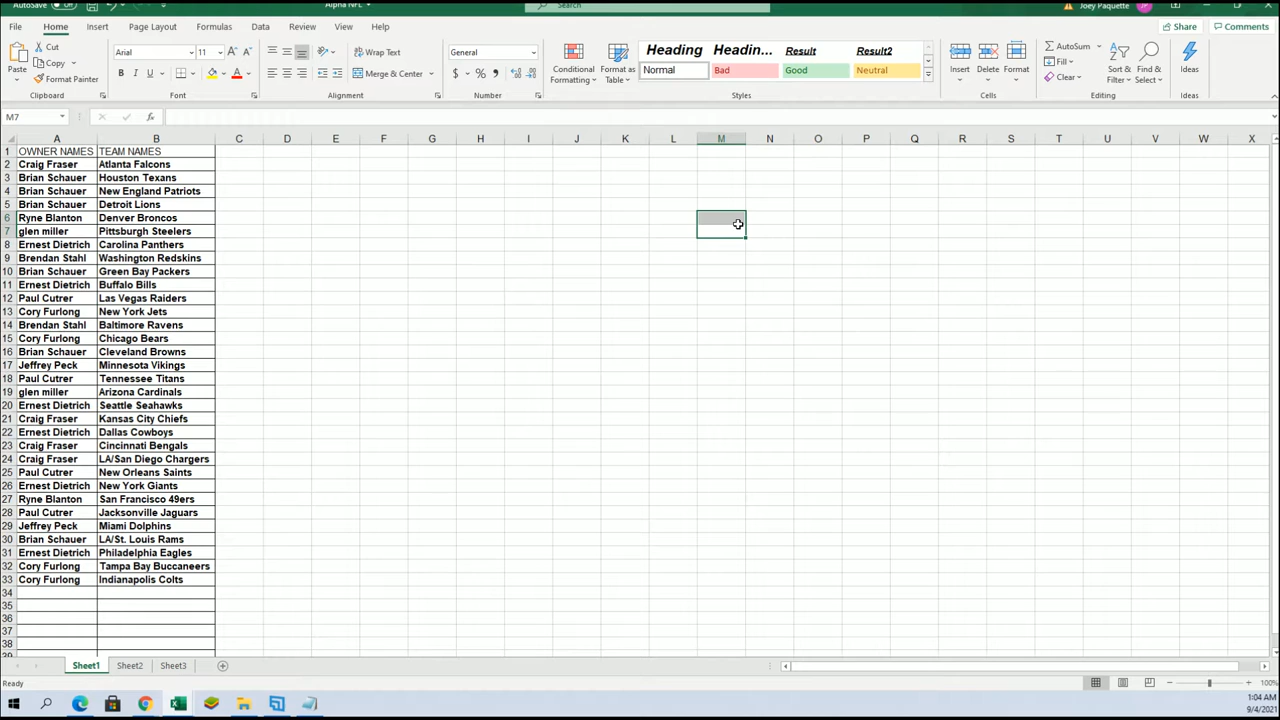 AutoSave Off Alpha NFL Search Joey Paquette JP
File Home Insert Page Layout Formulas Data Review View Help Share Comments
Cut Arial 11 Wrap Text General Heading Headin... Result Result2 AutoSum
Paste Copy Conditional Format as Normal Bad Good Neutral Insert Delete Format Fill Sort & Find & Ideas
Format Painter Merge & Center Formatting Table Clear Filter Select
Clipboard Font Alignment Number Styles Cells Editing Ideas
M7 fx
A B C D E F G H I J K L M N O P Q R S T U V W X
1 OWNER NAMES TEAM NAMES
2 Craig Fraser Atlanta Falcons
3 Brian Schauer Houston Texans
4 Brian Schauer New England Patriots
5 Brian Schauer Detroit Lions
6 Ryne Blanton Denver Broncos
7 glen miller Pittsburgh Steelers
8 Ernest Dietrich Carolina Panthers
9 Brendan Stahl Washington Redskins
10 Brian Schauer Green Bay Packers
11 Ernest Dietrich Buffalo Bills
12 Paul Cutrer Las Vegas Raiders
13 Cory Furlong New York Jets
14 Brendan Stahl Baltimore Ravens
15 Cory Furlong Chicago Bears
16 Brian Schauer Cleveland Browns
17 Jeffrey Peck Minnesota Vikings
18 Paul Cutrer Tennessee Titans
19 glen miller Arizona Cardinals
20 Ernest Dietrich Seattle Seahawks
21 Craig Fraser Kansas City Chiefs
22 Ernest Dietrich Dallas Cowboys
23 Craig Fraser Cincinnati Bengals
24 Craig Fraser LA/San Diego Chargers
25 Paul Cutrer New Orleans Saints
26 Ernest Dietrich New York Giants
27 Ryne Blanton San Francisco 49ers
28 Paul Cutrer Jacksonville Jaguars
29 Jeffrey Peck Miami Dolphins
30 Brian Schauer LA/St. Louis Rams
31 Ernest Dietrich Philadelphia Eagles
32 Cory Furlong Tampa Bay Buccaneers
33 Cory Furlong Indianapolis Colts
34
35
36
37
38
39
Sheet1 Sheet2 Sheet3
Ready 100%
1:04 AM
9/4/2021